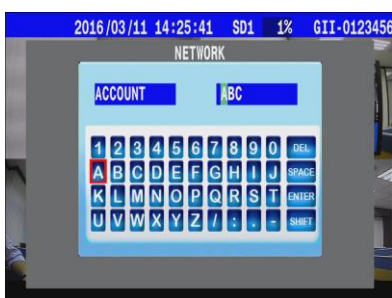 2016/03/11 14:25:41 SD1 1% GII-0123456
NETWORK
ACCOUNT ABC
1 2 3 4 5 6 7 8 9 0 DEL
A B C D E F G H I J SPACE
K L M N O P Q R S T ENTER
U V W X Y Z / : . - SHIFT